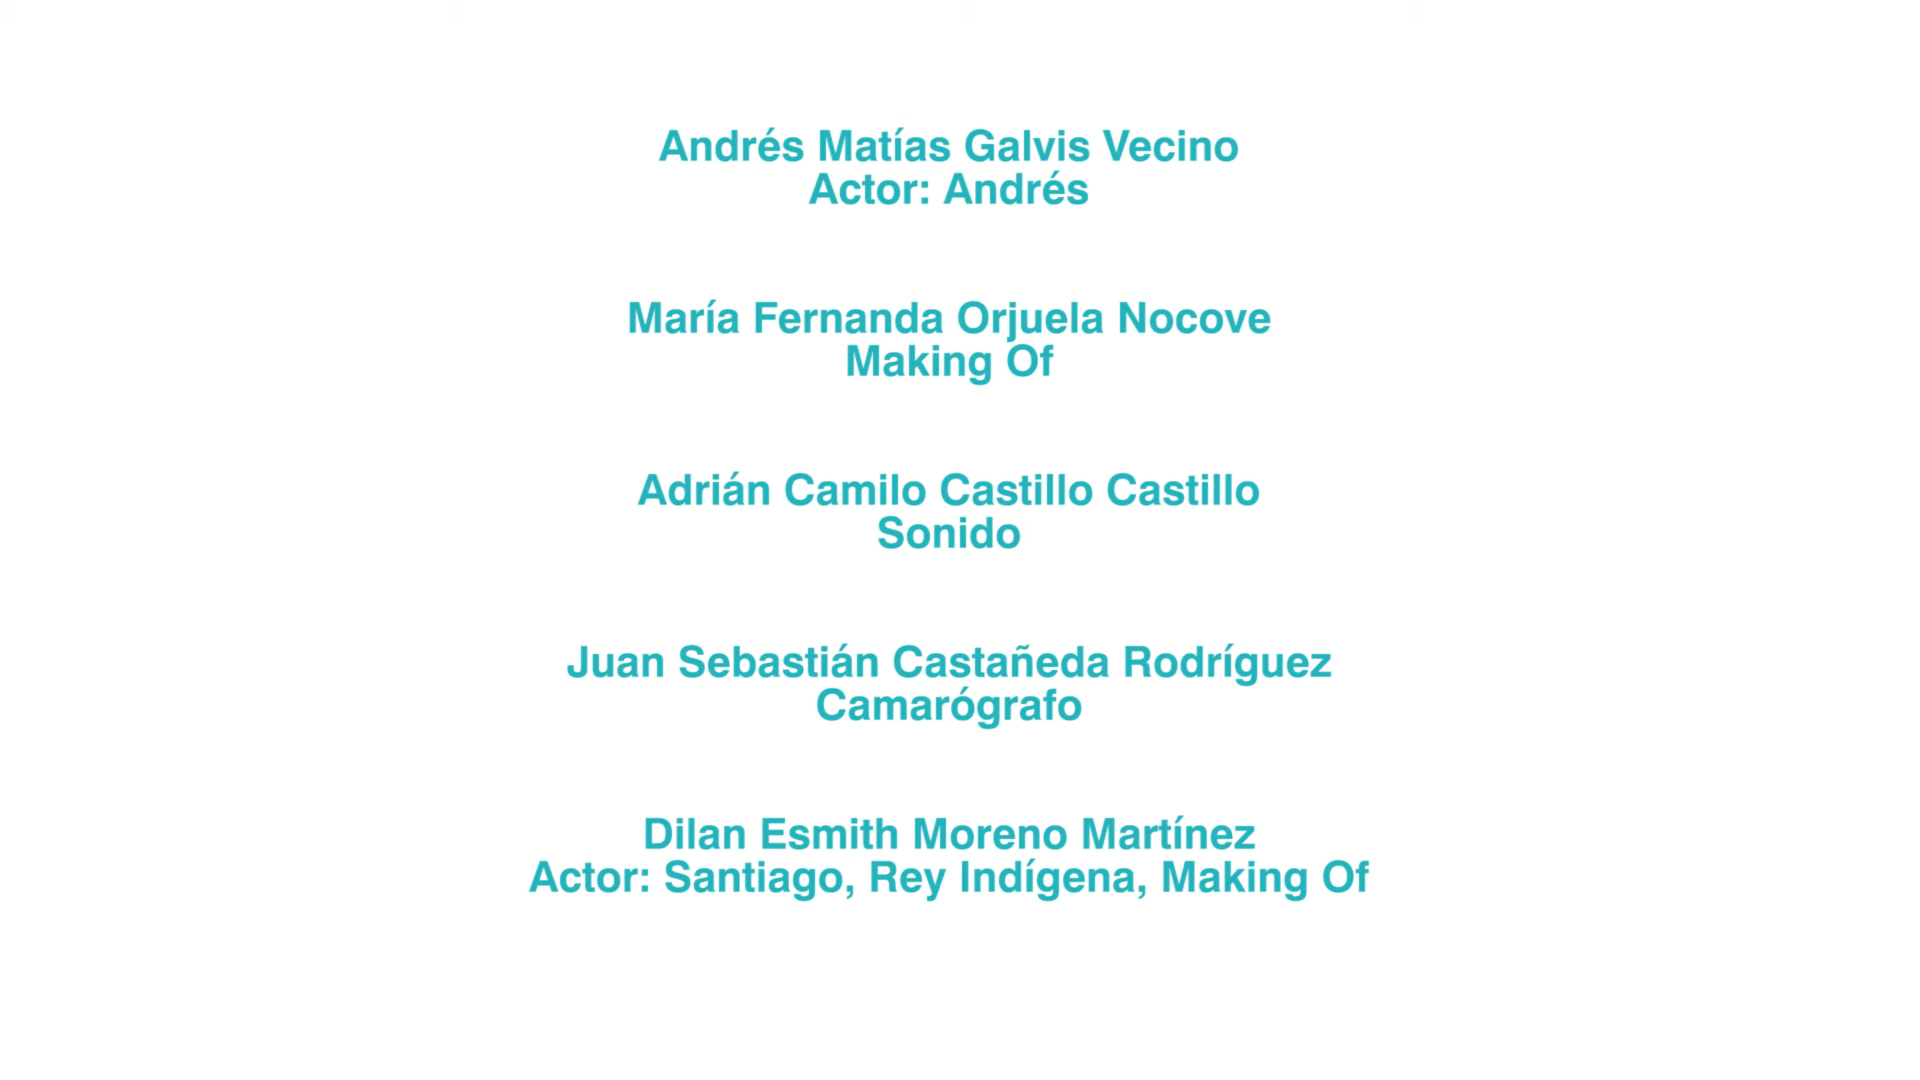 Andrés Matías Galvis Vecino
Actor: Andrés
María Fernanda Orjuela Nocove
Making Of
Adrián Camilo Castillo Castillo
Sonido
Juan Sebastián Castañeda Rodríguez
Camarógrafo
Dilan Esmith Moreno Martínez
Actor: Santiago, Rey Indígena, Making Of